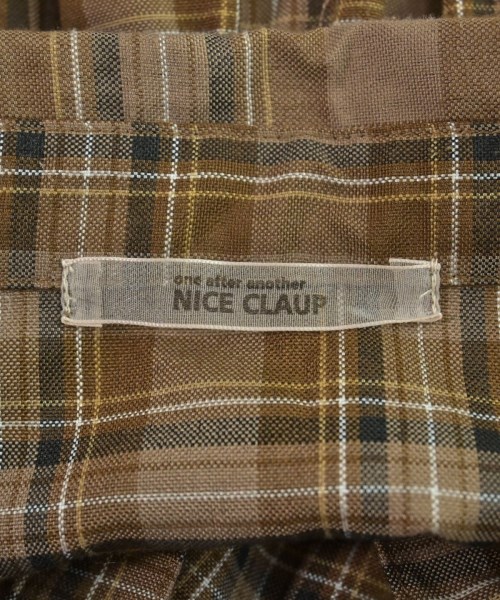 one after another
NICE CLAUP